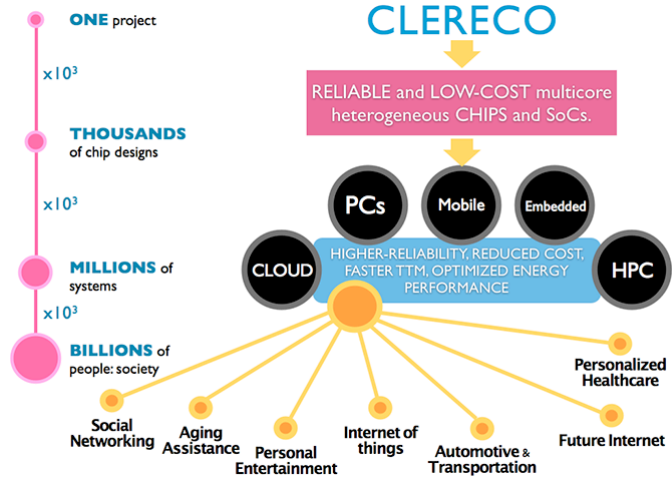 ONE project
x10³
THOUSANDS
of chip designs
x10³
MILLIONS of
systems
x10³
BILLIONS of
people: society
CLERECO
RELIABLE and LOW-COST multicore
heterogeneous CHIPS and SoCs.
PCs
Mobile
Embedded
CLOUD
HIGHER-RELIABILITY, REDUCED COST,
FASTER TTM, OPTIMIZED ENERGY
PERFORMANCE
HPC
Social
Networking
Aging
Assistance
Personal
Entertainment
Internet of
things
Automotive &
Transportation
Future Internet
Personalized
Healthcare